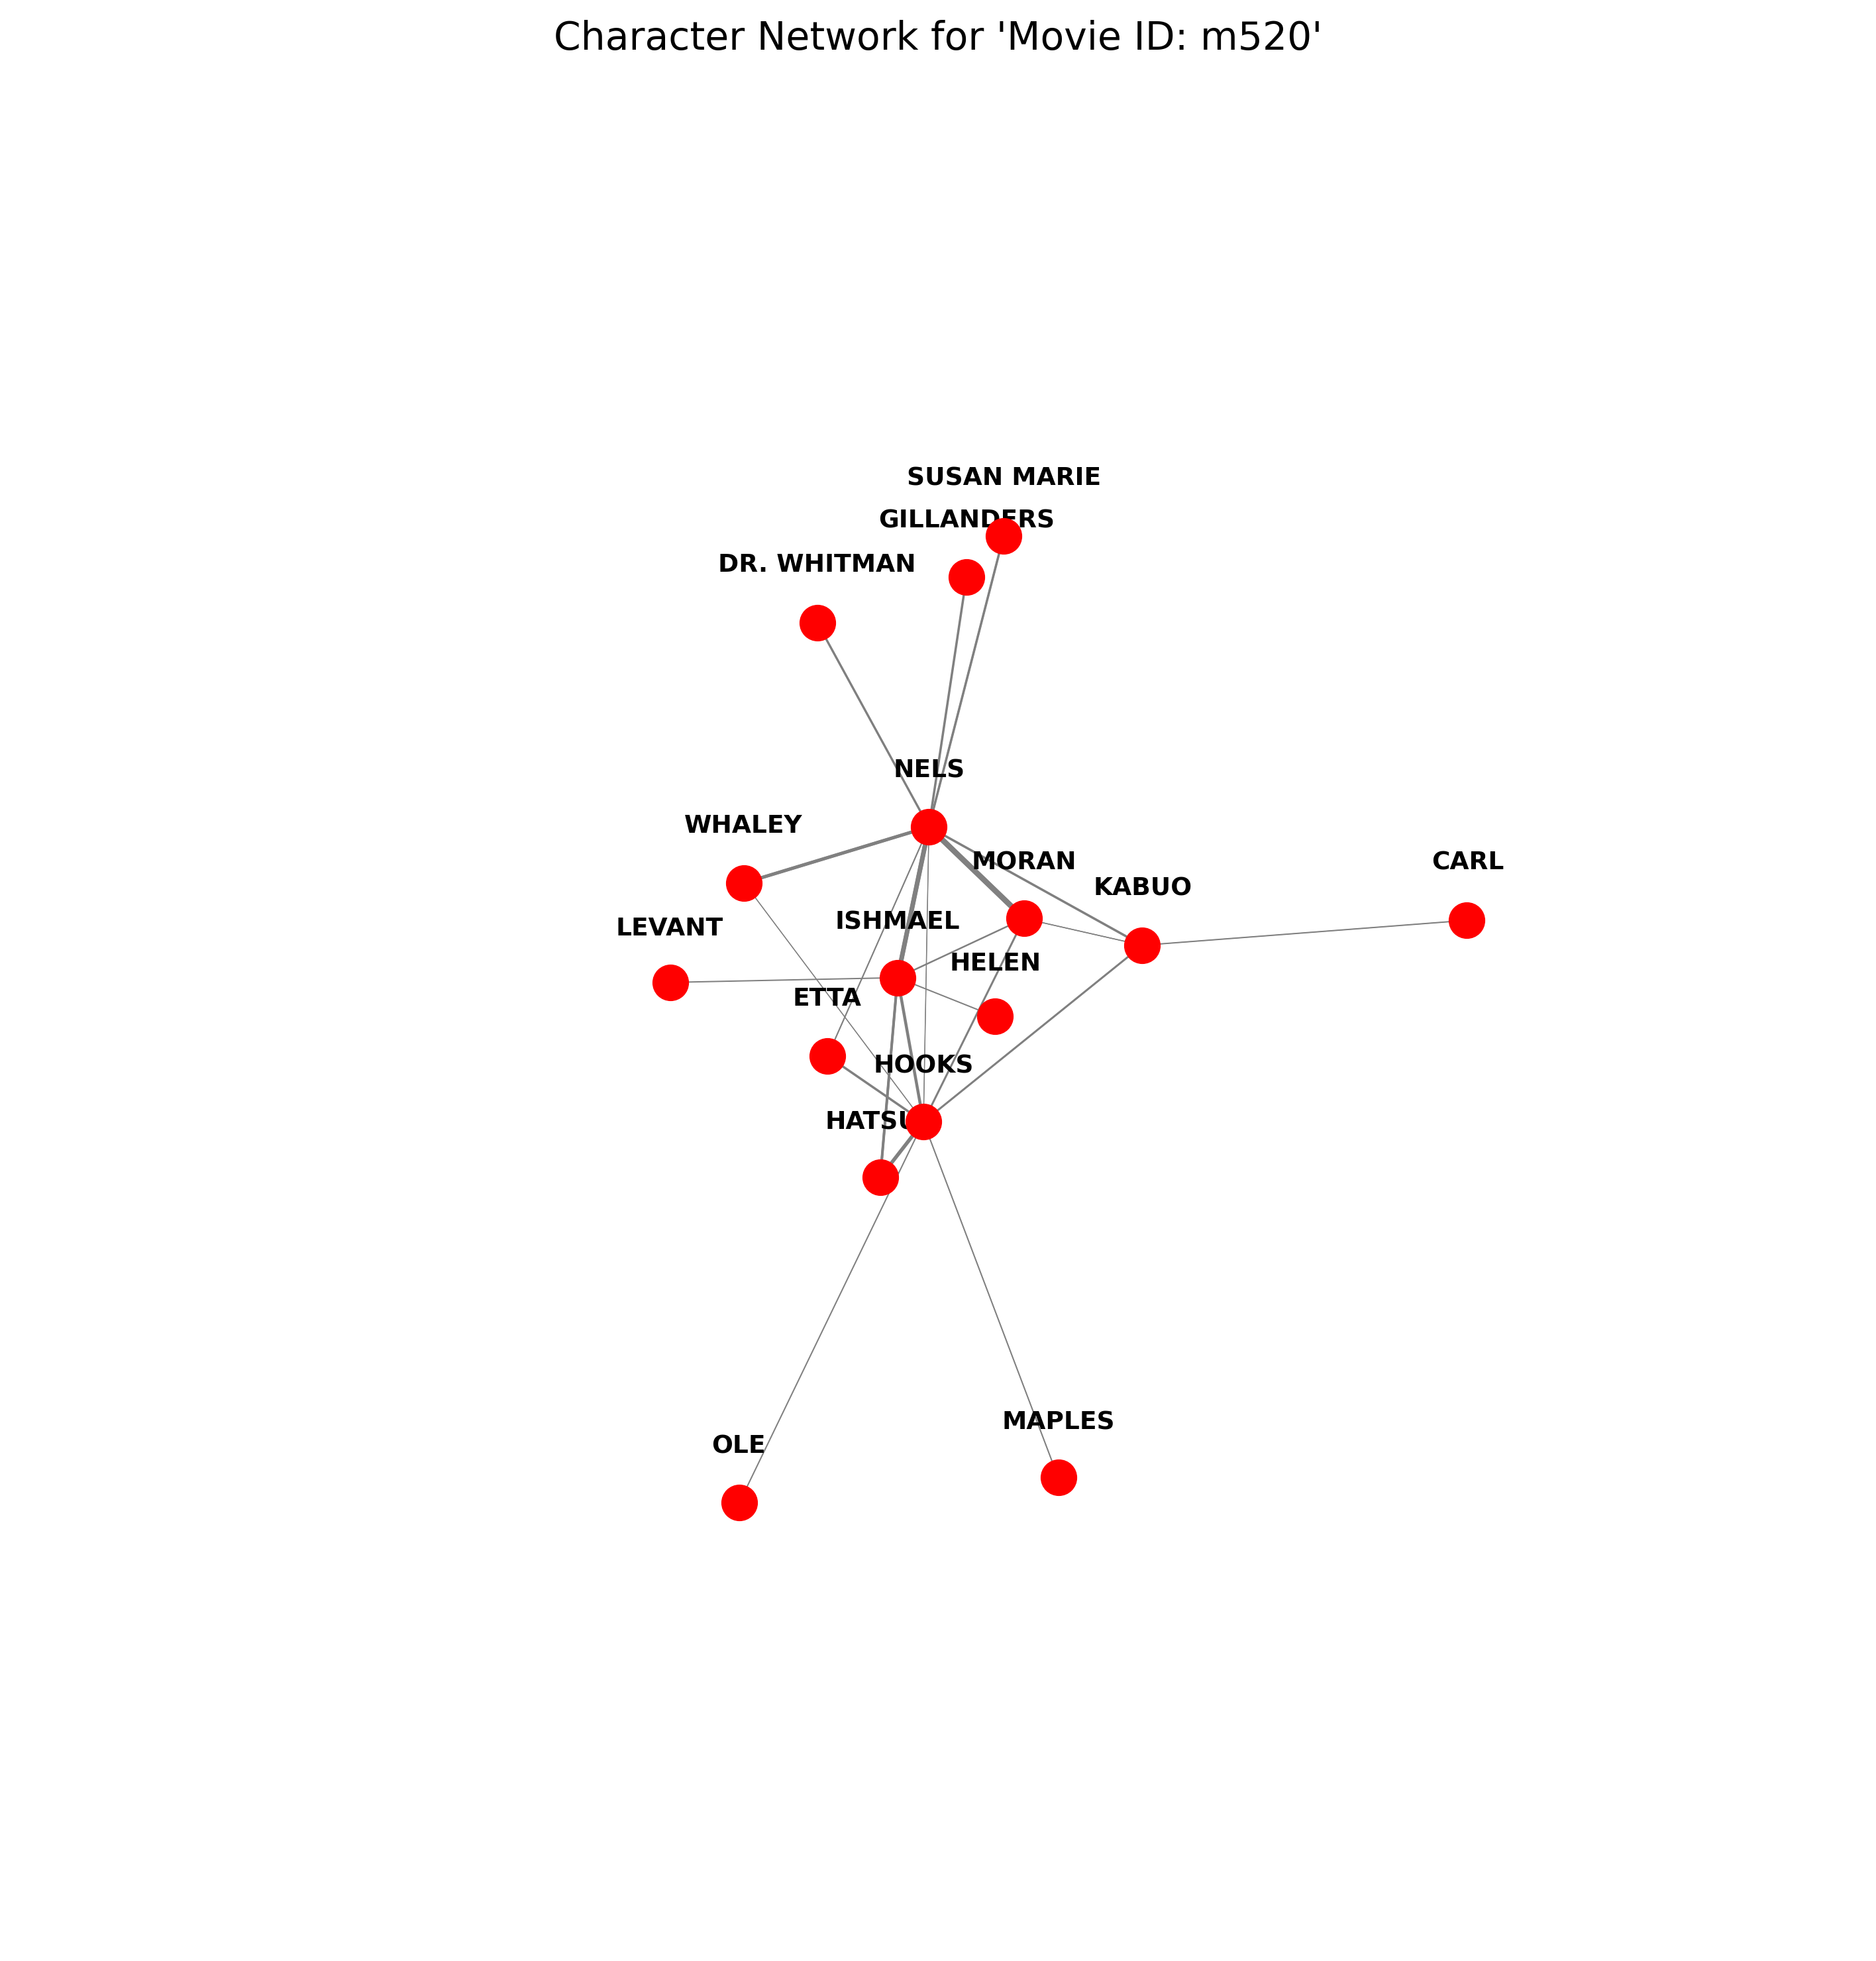 Character Network for 'Movie ID: m520'
SUSAN MARIE
GILLANDERS
DR. WHITMAN
NELS
WHALEY
MORAN
CARL
KABUO
ISHMAEL
LEVANT
HELEN
ETTA
HOOKS
HATSU
MAPLES
OLE